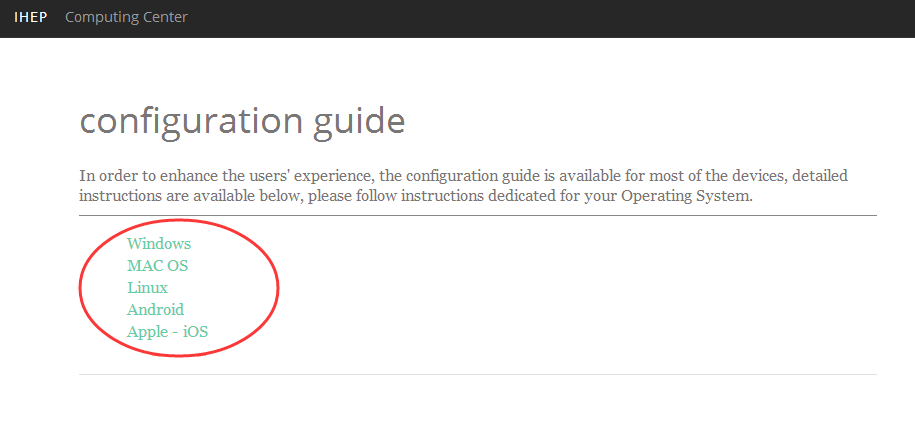 IHEP Computing Center
configuration guide
In order to enhance the users' experience, the configuration guide is available for most of the devices, detailed
instructions are available below, please follow instructions dedicated for your Operating System.
Windows
MAC OS
Linux
Android
Apple - iOS